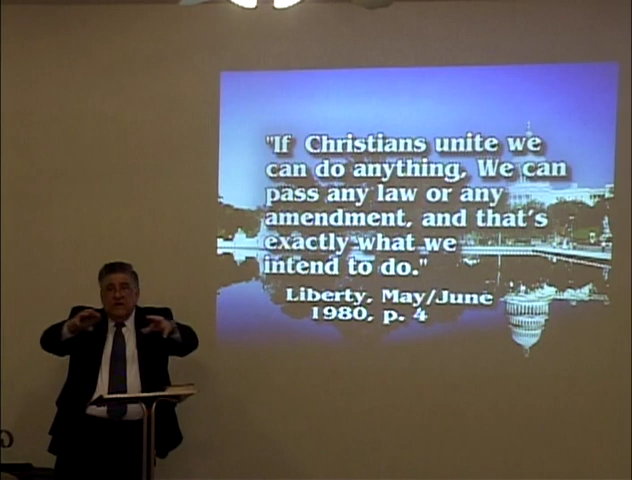 "If Christians unite we
can do anything. We can
pass any law or any
amendment, and that's
exactly what we
intend to do."
Liberty, May/June
1980, p. 4